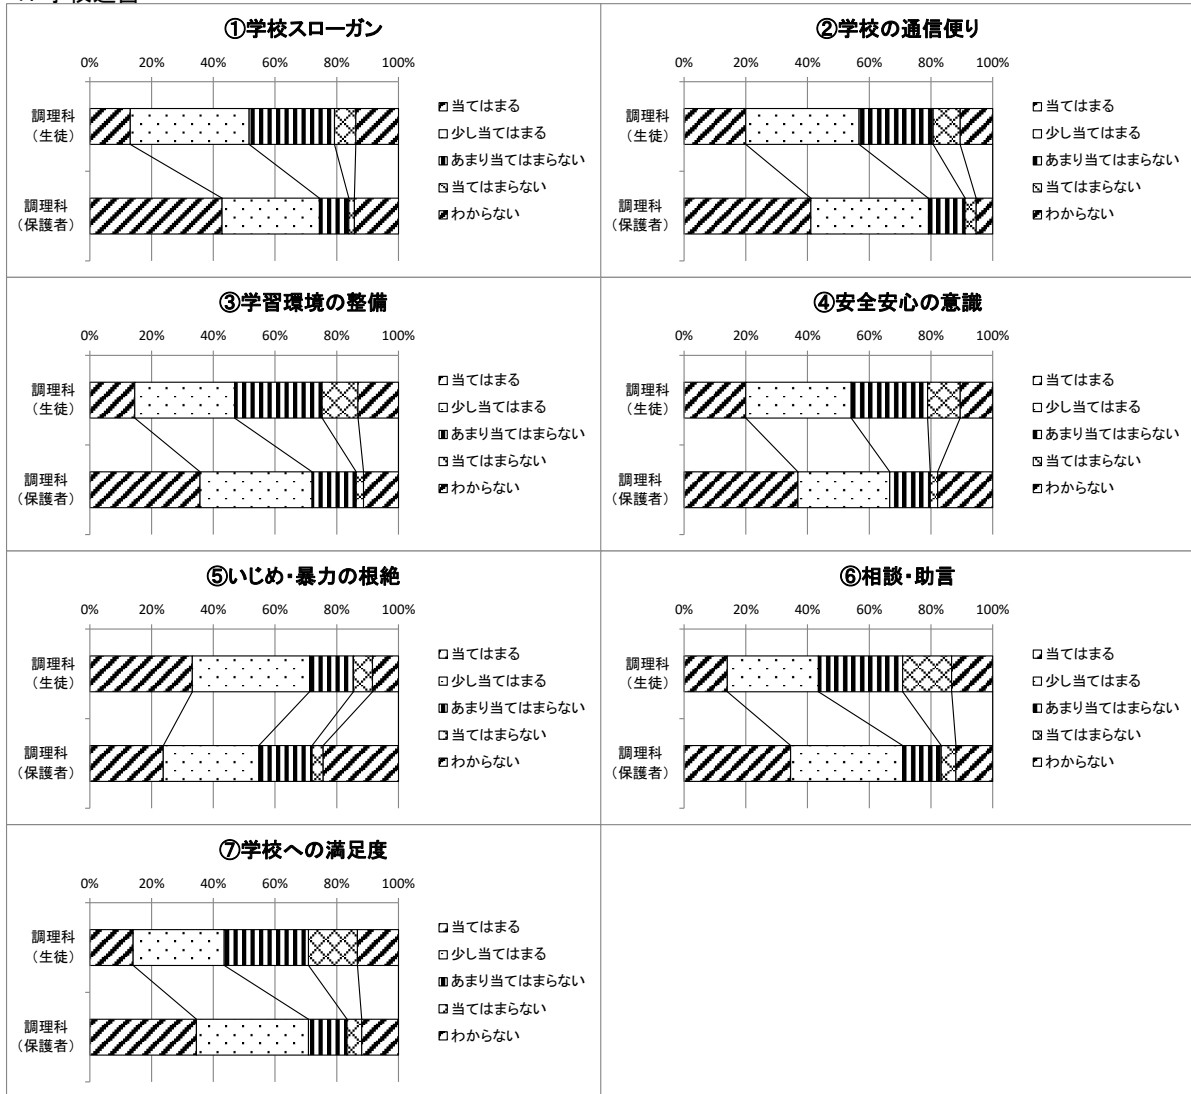 ①学校スローガン
0% 20% 40% 60% 80% 100%
調理科
（生徒）
調理科
（保護者）
当てはまる
少し当てはまる
あまり当てはまらない
当てはまらない
わからない
②学校の通信便り
0% 20% 40% 60% 80% 100%
調理科
（生徒）
調理科
（保護者）
当てはまる
少し当てはまる
あまり当てはまらない
当てはまらない
わからない
③学習環境の整備
0% 20% 40% 60% 80% 100%
調理科
（生徒）
調理科
（保護者）
当てはまる
少し当てはまる
あまり当てはまらない
当てはまらない
わからない
④安全安心の意識
0% 20% 40% 60% 80% 100%
調理科
（生徒）
調理科
（保護者）
当てはまる
少し当てはまる
あまり当てはまらない
当てはまらない
わからない
⑤いじめ・暴力の根絶
0% 20% 40% 60% 80% 100%
調理科
（生徒）
調理科
（保護者）
当てはまる
少し当てはまる
あまり当てはまらない
当てはまらない
わからない
⑥相談・助言
0% 20% 40% 60% 80% 100%
調理科
（生徒）
調理科
（保護者）
当てはまる
少し当てはまる
あまり当てはまらない
当てはまらない
わからない
⑦学校への満足度
0% 20% 40% 60% 80% 100%
調理科
（生徒）
調理科
（保護者）
当てはまる
少し当てはまる
あまり当てはまらない
当てはまらない
わからない